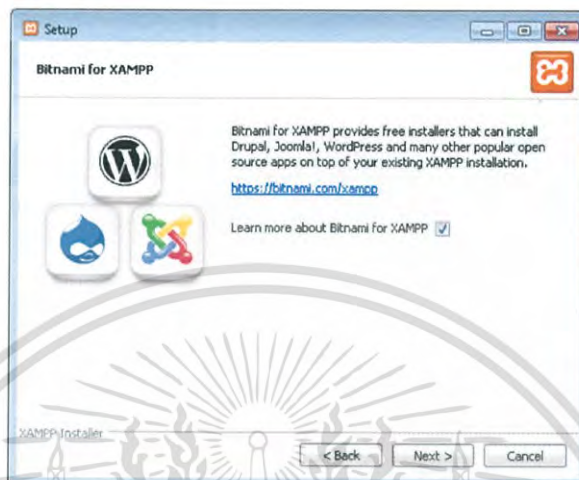 Setup
Bitnami for XAMPP
Bitnami for XAMPP provides free installers that can install
Drupal, Joomla!, WordPress and many other popular open
source apps on top of your existing XAMPP installation.
https://bitnami.com/xampp
Learn more about Bitnami for XAMPP
XAMPP Installer
< Back
Next >
Cancel